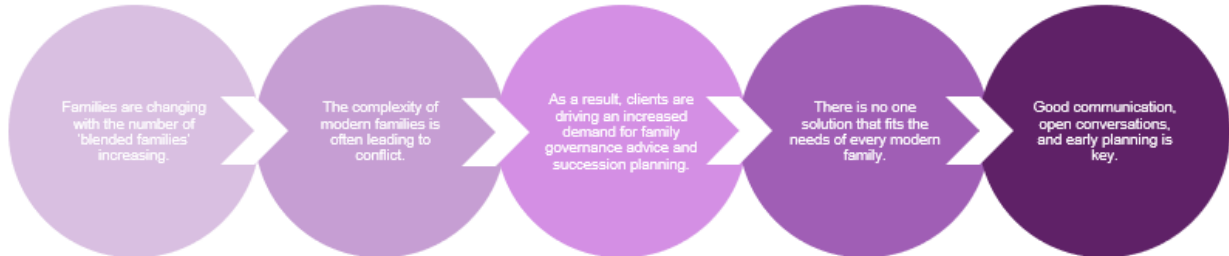 Families are changing
with the number of
'blended families'
increasing.
The complexity of
modern families is
often leading to
conflict.
As a result, clients are
driving an increased
demand for family
governance advice and
succession planning.
There is no one
solution that fits the
needs of every modern
family.
Good communication,
open conversations,
and early planning is
key.